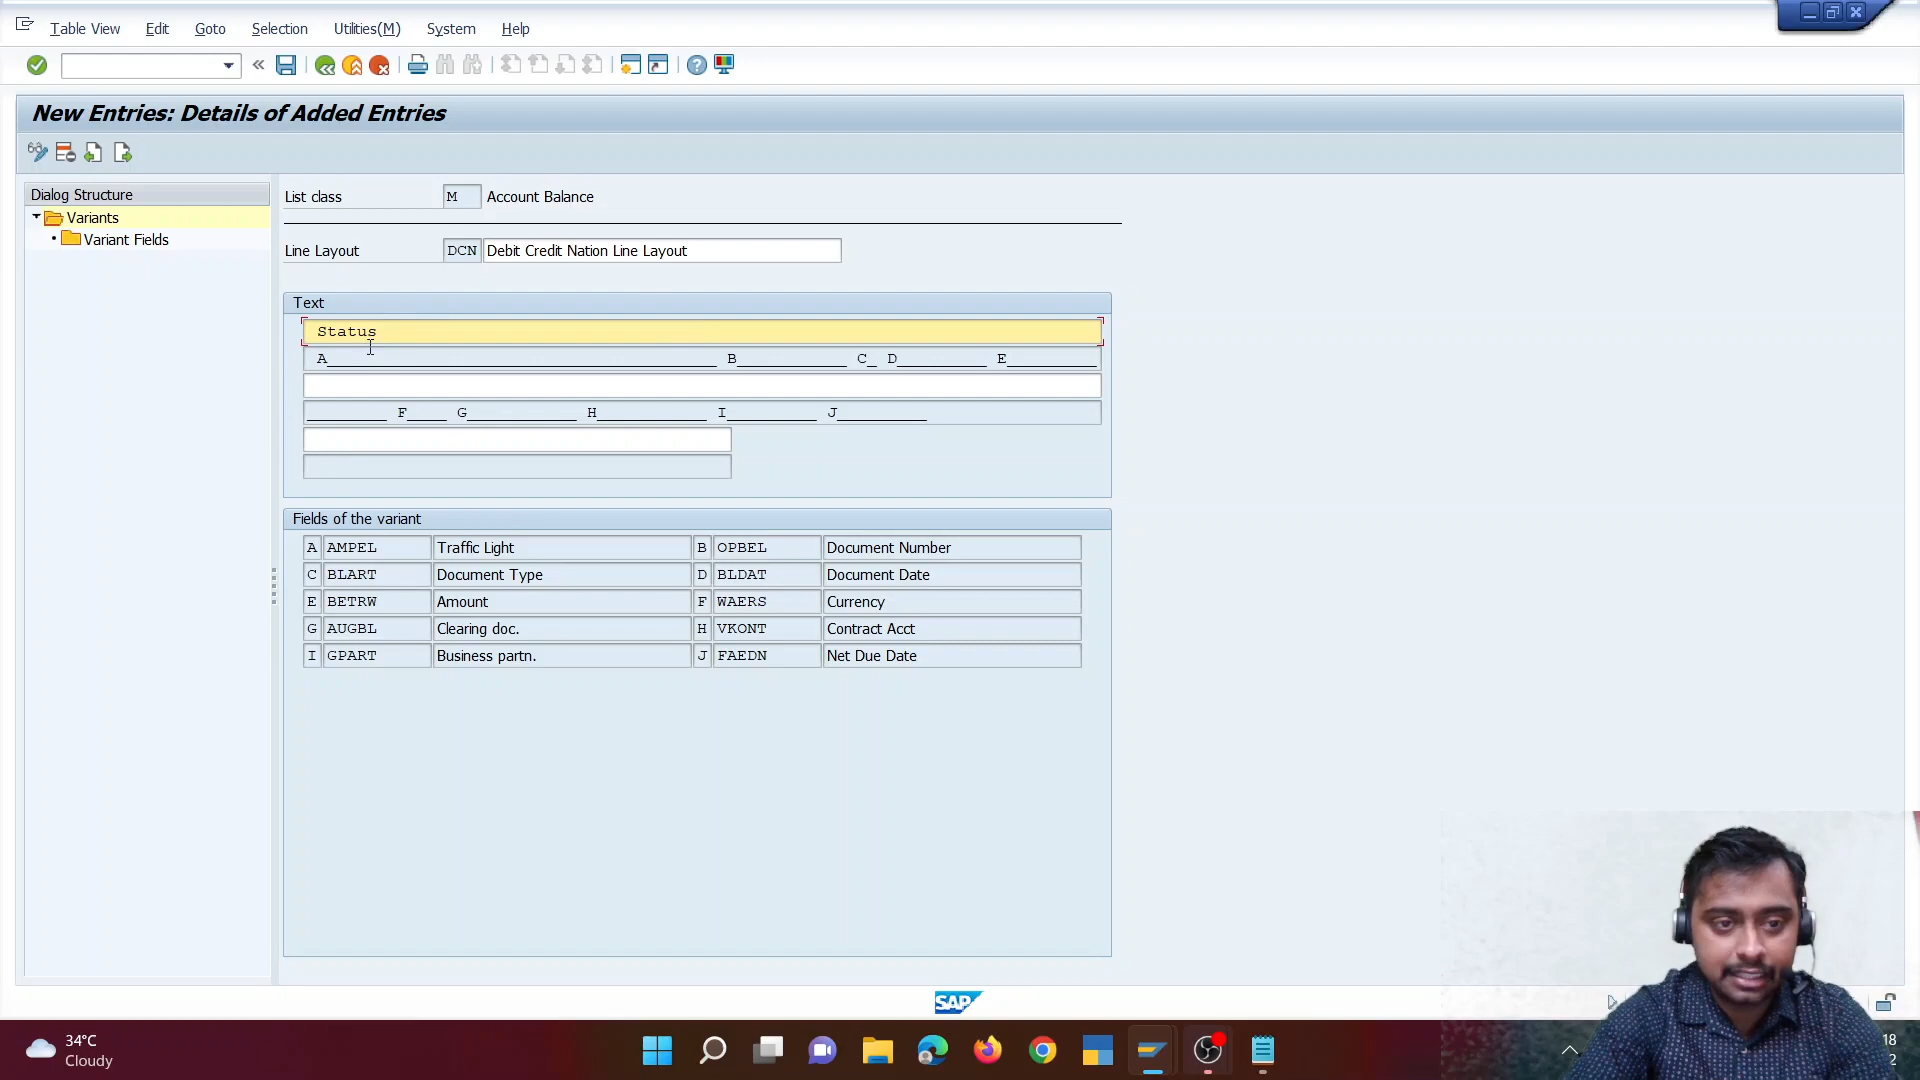 Table View Edit Goto Selection Utilities(M) System Help
New Entries: Details of Added Entries
Dialog Structure
Variants
Variant Fields
List class M Account Balance
Line Layout DCN Debit Credit Nation Line Layout
Text
Status
A B C D E
F G H I J
Fields of the variant
A AMPEL Traffic Light B OPBEL Document Number
C BLART Document Type D BLDAT Document Date
E BETRW Amount F WAERS Currency
G AUGBL Clearing doc. H VKONT Contract Acct
I GPART Business partn. J FAEDN Net Due Date
SAP
34°C
Cloudy
18
2